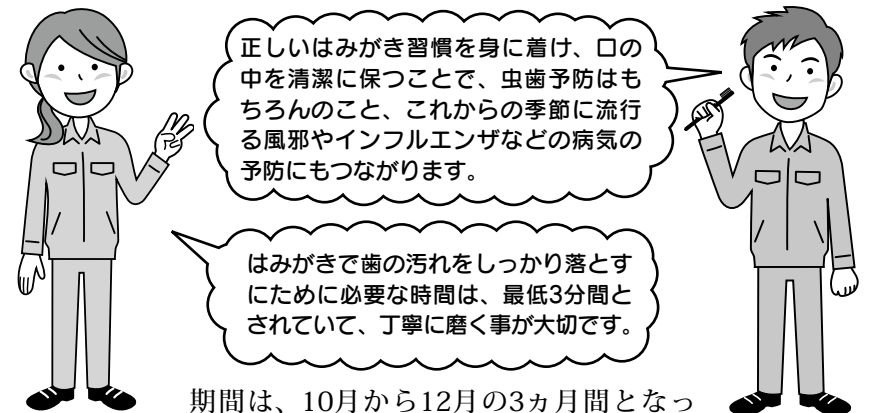 正しいはみがき習慣を身に着け、口の
中を清潔に保つことで、虫歯予防はも
ちろんのこと、これからの季節に流行
る風邪やインフルエンザなどの病気の
予防にもつながります。
はみがきで歯の汚れをしっかり落とす
にために必要な時間は、最低3分間と
されていて、丁寧に磨く事が大切です。
期間は、10月から12月の3ヵ月間となっ